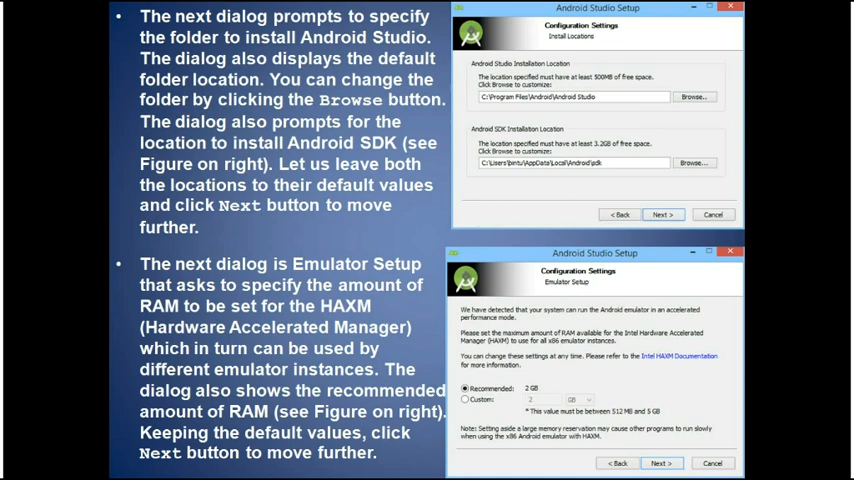 • The next dialog prompts to specify
the folder to install Android Studio.
The dialog also displays the default
folder location. You can change the
folder by clicking the Browse button.
The dialog also prompts for the
location to install Android SDK (see
Figure on right). Let us leave both
the locations to their default values
and click Next button to move
further.
• The next dialog is Emulator Setup
that asks to specify the amount of
RAM to be set for the HAXM
(Hardware Accelerated Manager)
which in turn can be used by
different emulator instances. The
dialog also shows the recommended
amount of RAM (see Figure on right).
Keeping the default values, click
Next button to move further.
Android Studio Setup
Configuration Settings
Install Locations
Android Studio Installation Location
The location specified must have at least 500MB of free space.
Click Browse to customize:
C:\Program Files\Android\Android Studio
Browse...
Android SDK Installation Location
The location specified must have at least 3.2GB of free space.
Click Browse to customize:
C:\Users\bintu\AppData\Local\Android\sdk
Browse...
< Back Next > Cancel
Android Studio Setup
Configuration Settings
Emulator Setup
We have detected that your system can run the Android emulator in an accelerated
performance mode.
Please set the maximum amount of RAM available for the Intel Hardware Accelerated
Manager (HAXM) to use for all x86 emulator instances.
You can change these settings at any time. Please refer to the Intel HAXM Documentation
for more information.
Recommended: 2 GB
Custom: 2 GB
* This value must be between 512 MB and 5 GB
Note: Setting aside a large memory reservation may cause other programs to run slowly
when using the x86 Android emulator with HAXM.
< Back Next > Cancel